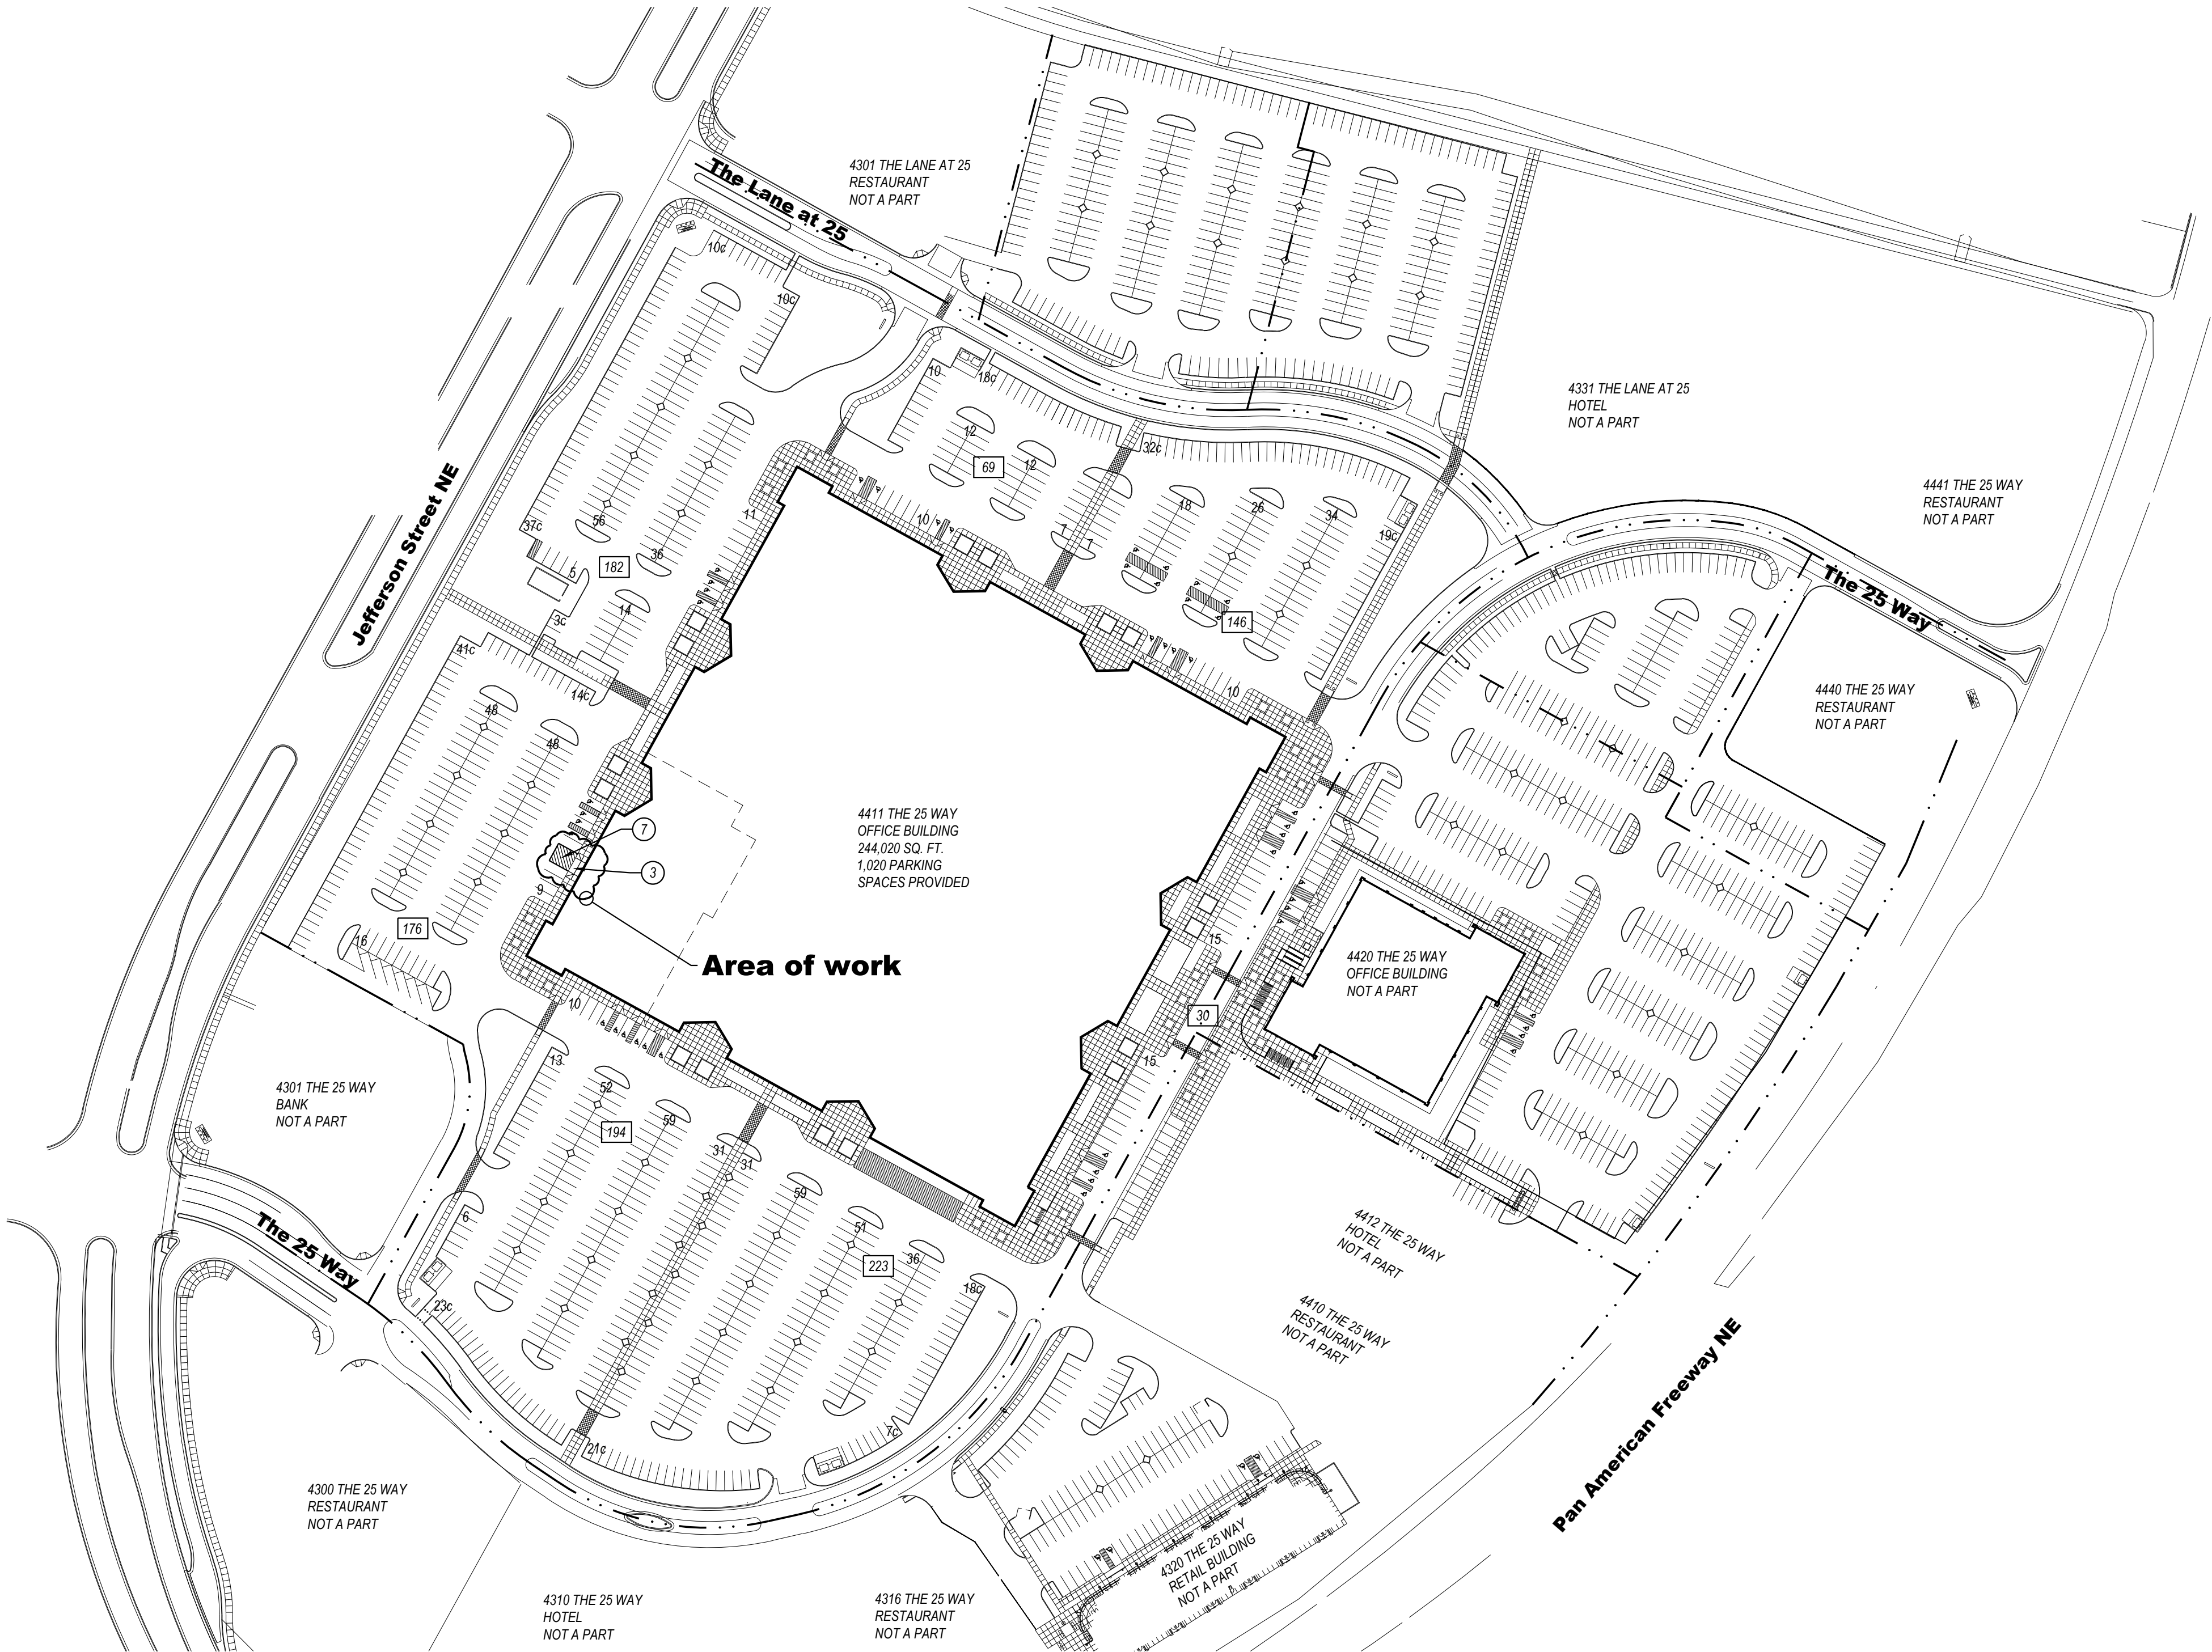 The Lane at 25
4301 THE LANE AT 25
RESTAURANT
NOT A PART
10c
10c
10
18c
12
12
69
32c
4331 THE LANE AT 25
HOTEL
NOT A PART
4441 THE 25 WAY
RESTAURANT
NOT A PART
Jefferson Street NE
37c
56
11
10
7
7
18
26
34
19c
5
182
36
14
3c
146
The 25 Way
41c
14c
10
4440 THE 25 WAY
RESTAURANT
NOT A PART
48
48
4411 THE 25 WAY
OFFICE BUILDING
244,020 SQ. FT.
1,020 PARKING
SPACES PROVIDED
7
3
9
176
16
Area of work
15
4420 THE 25 WAY
OFFICE BUILDING
NOT A PART
10
30
15
13
4301 THE 25 WAY
BANK
NOT A PART
52
59
194
31
31
59
51
36
223
18c
6
The 25 Way
23c
4412 THE 25 WAY
HOTEL
NOT A PART
4410 THE 25 WAY
RESTAURANT
NOT A PART
Pan American Freeway NE
7c
21c
4300 THE 25 WAY
RESTAURANT
NOT A PART
4320 THE 25 WAY
RETAIL BUILDING
NOT A PART
4310 THE 25 WAY
HOTEL
NOT A PART
4316 THE 25 WAY
RESTAURANT
NOT A PART